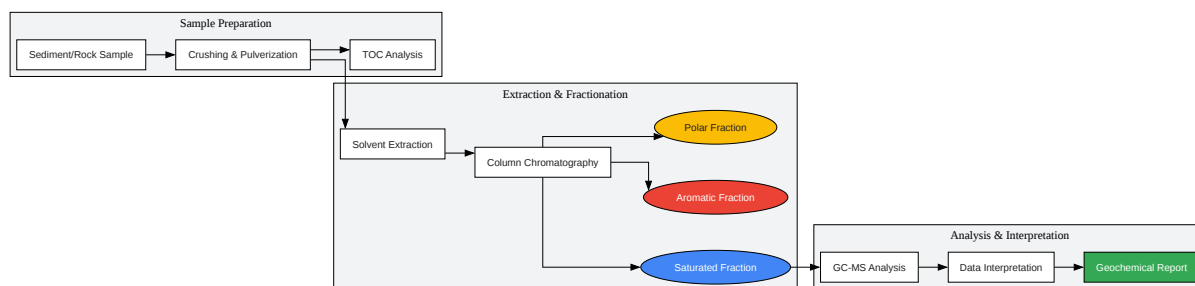 Sample Preparation
Sediment/Rock Sample
Crushing & Pulverization
TOC Analysis
Extraction & Fractionation
Solvent Extraction
Column Chromatography
Polar Fraction
Aromatic Fraction
Saturated Fraction
Analysis & Interpretation
GC-MS Analysis
Data Interpretation
Geochemical Report